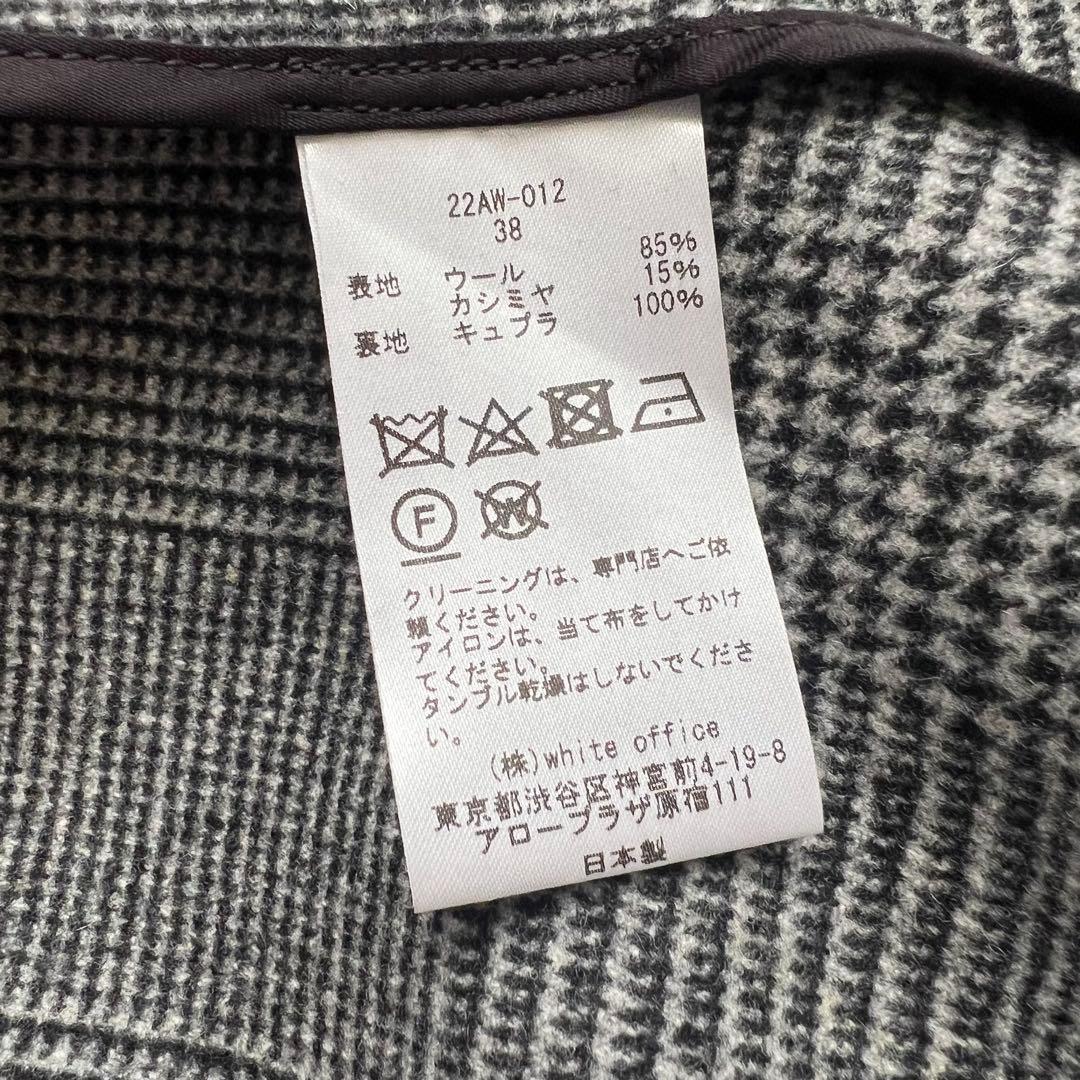 22AW-012
38
表地 ウール 85%
カシミヤ 15%
裏地 キュプラ 100%
F W
クリーニングは、専門店へご依
頼ください。
アイロンは、当て布をしてかけ
てください。
タンブル乾燥はしないでくださ
い。
(株)white office
東京都渋谷区神宮前4-19-8
アロープラザ原宿111
日本製